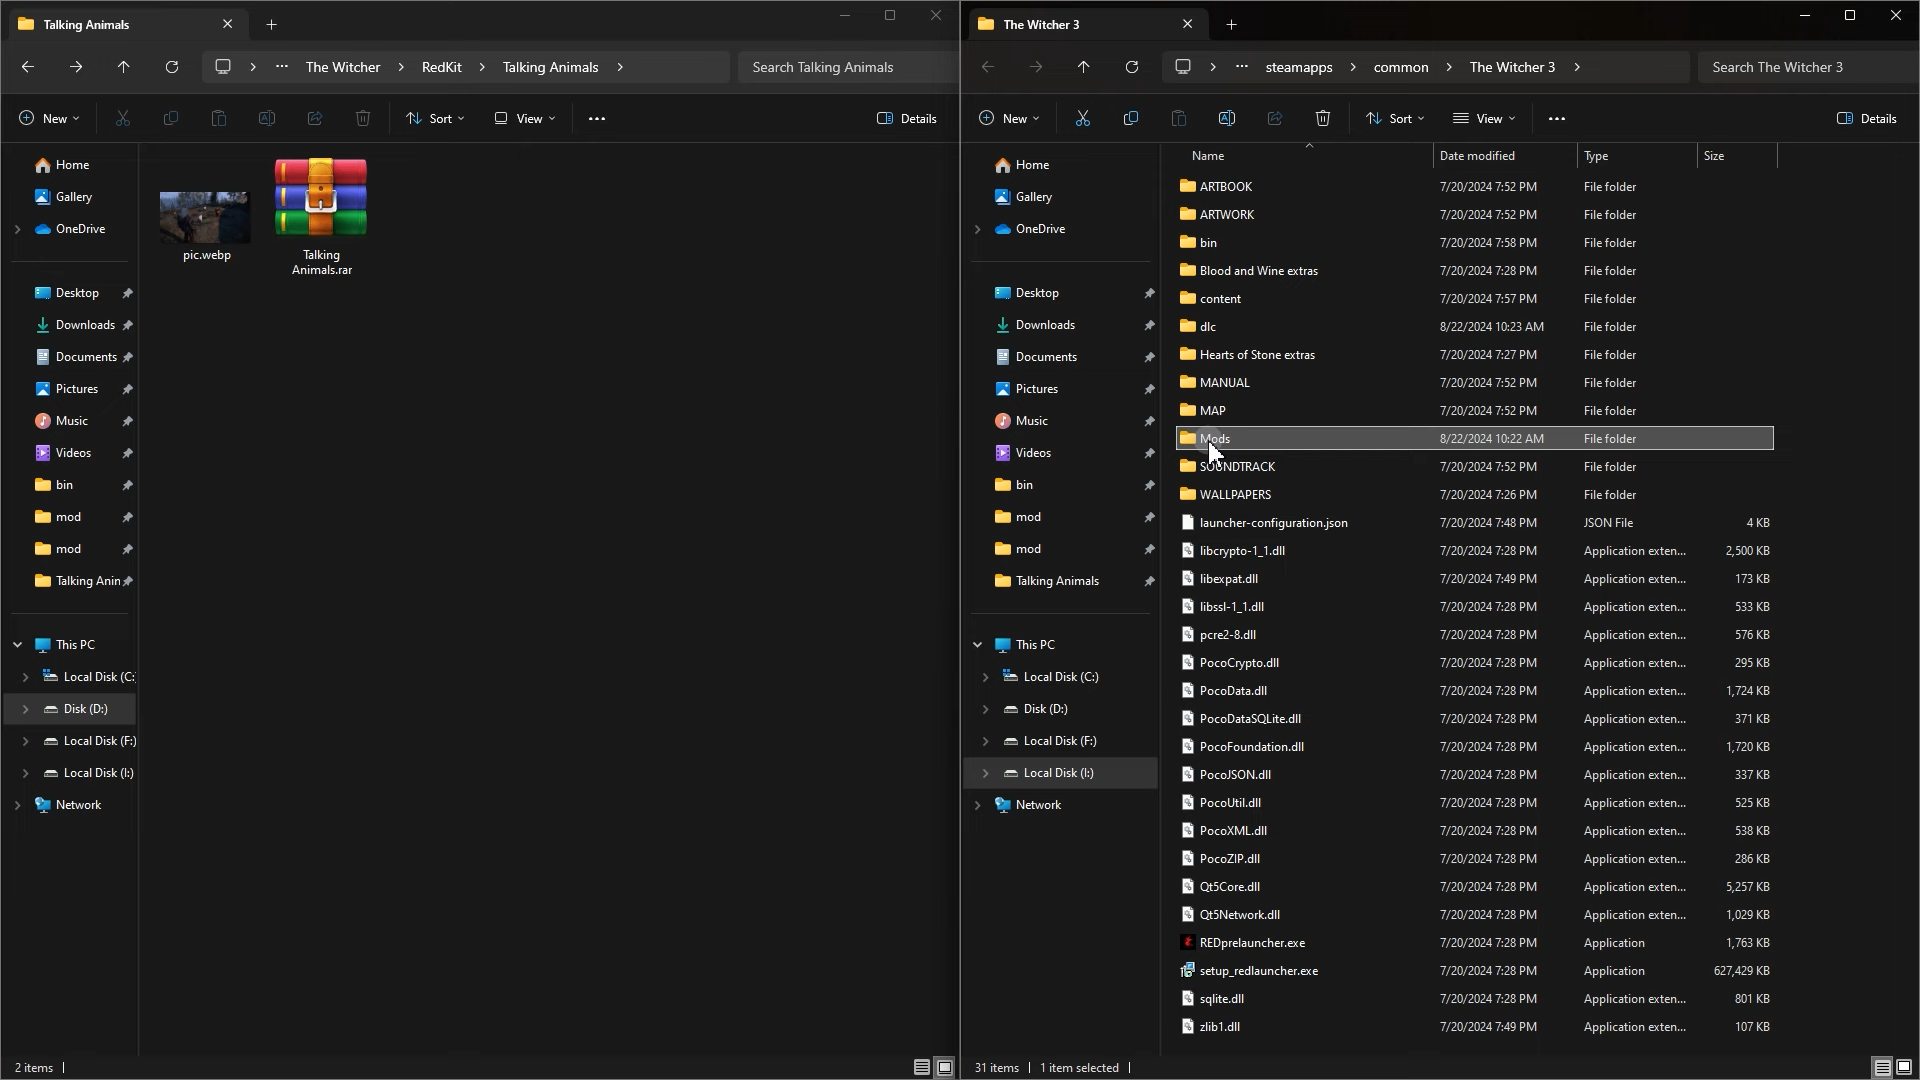 Talking Animals
The Witcher
RedKit
Talking Animals
Search Talking Animals
New
Sort
View
Details
Home
Gallery
OneDrive
Desktop
Downloads
Documents
Pictures
Music
Videos
bin
mod
mod
Talking Anin
This PC
Local Disk (C:
Disk (D:)
Local Disk (F:)
Local Disk (I:)
Network
pic.webp
Talking
Animals.rar
2 items
The Witcher 3
steamapps
common
The Witcher 3
Search The Witcher 3
New
Sort
View
Details
Home
Gallery
OneDrive
Desktop
Downloads
Documents
Pictures
Music
Videos
bin
mod
mod
Talking Animals
This PC
Local Disk (C:)
Disk (D:)
Local Disk (F:)
Local Disk (I:)
Network
Name Date modified Type Size
ARTBOOK 7/20/2024 7:52 PM File folder
ARTWORK 7/20/2024 7:52 PM File folder
bin 7/20/2024 7:58 PM File folder
Blood and Wine extras 7/20/2024 7:28 PM File folder
content 7/20/2024 7:57 PM File folder
dlc 8/22/2024 10:23 AM File folder
Hearts of Stone extras 7/20/2024 7:27 PM File folder
MANUAL 7/20/2024 7:52 PM File folder
MAP 7/20/2024 7:52 PM File folder
Mods 8/22/2024 10:22 AM File folder
SOUNDTRACK 7/20/2024 7:52 PM File folder
WALLPAPERS 7/20/2024 7:26 PM File folder
launcher-configuration.json 7/20/2024 7:48 PM JSON File 4 KB
libcrypto-1_1.dll 7/20/2024 7:28 PM Application exten... 2,500 KB
libexpat.dll 7/20/2024 7:49 PM Application exten... 173 KB
libssl-1_1.dll 7/20/2024 7:28 PM Application exten... 533 KB
pcre2-8.dll 7/20/2024 7:28 PM Application exten... 576 KB
PocoCrypto.dll 7/20/2024 7:28 PM Application exten... 295 KB
PocoData.dll 7/20/2024 7:28 PM Application exten... 1,724 KB
PocoDataSQLite.dll 7/20/2024 7:28 PM Application exten... 371 KB
PocoFoundation.dll 7/20/2024 7:28 PM Application exten... 1,720 KB
PocoJSON.dll 7/20/2024 7:28 PM Application exten... 337 KB
PocoUtil.dll 7/20/2024 7:28 PM Application exten... 525 KB
PocoXML.dll 7/20/2024 7:28 PM Application exten... 538 KB
PocoZIP.dll 7/20/2024 7:28 PM Application exten... 286 KB
Qt5Core.dll 7/20/2024 7:28 PM Application exten... 5,257 KB
Qt5Network.dll 7/20/2024 7:28 PM Application exten... 1,029 KB
REDprelauncher.exe 7/20/2024 7:28 PM Application 1,763 KB
setup_redlauncher.exe 7/20/2024 7:28 PM Application 627,429 KB
sqlite.dll 7/20/2024 7:28 PM Application exten... 801 KB
zlib1.dll 7/20/2024 7:49 PM Application exten... 107 KB
31 items 1 item selected